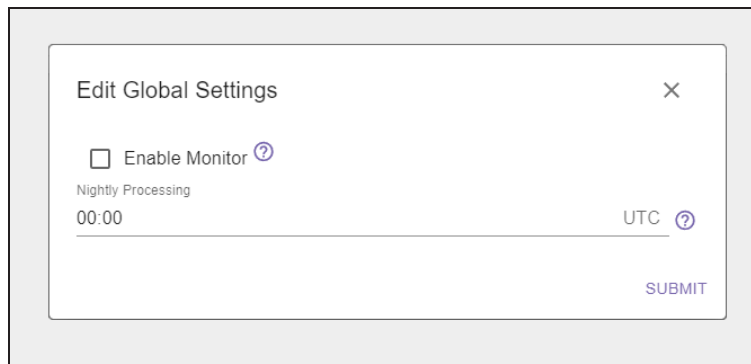 Edit Global Settings
Enable Monitor
Nightly Processing
00:00 UTC
SUBMIT